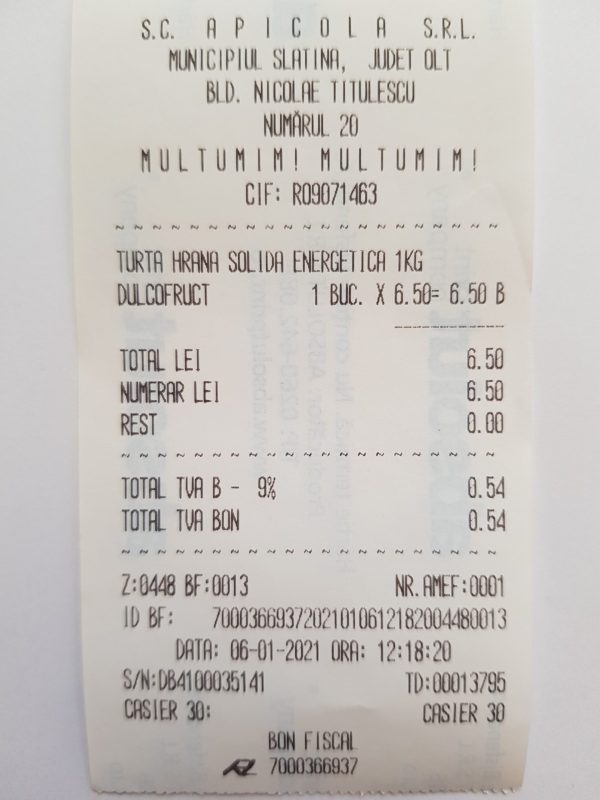 S.C. A P I C O L A S.R.L.
MUNICIPIUL SLATINA, JUDET OLT
BLD. NICOLAE TITULESCU
NUMĂRUL 20
M U L T U M I M ! M U L T U M I M !
CIF: RO9071463
TURTA HRANA SOLIDA ENERGETICA 1KG
DULCOFRUCT 1 BUC. X 6.50= 6.50 B
TOTAL LEI 6.50
NUMERAR LEI 6.50
REST 0.00
TOTAL TVA B - 9% 0.54
TOTAL TVA BON 0.54
Z:0448 BF:0013 NR.AMEF:0001
ID BF: 70003669372021010612182004480013
DATA: 06-01-2021 ORA: 12:18:20
S/N:DB4100035141 TD:00013795
CASIER 30: CASIER 30
BON FISCAL
7000366937